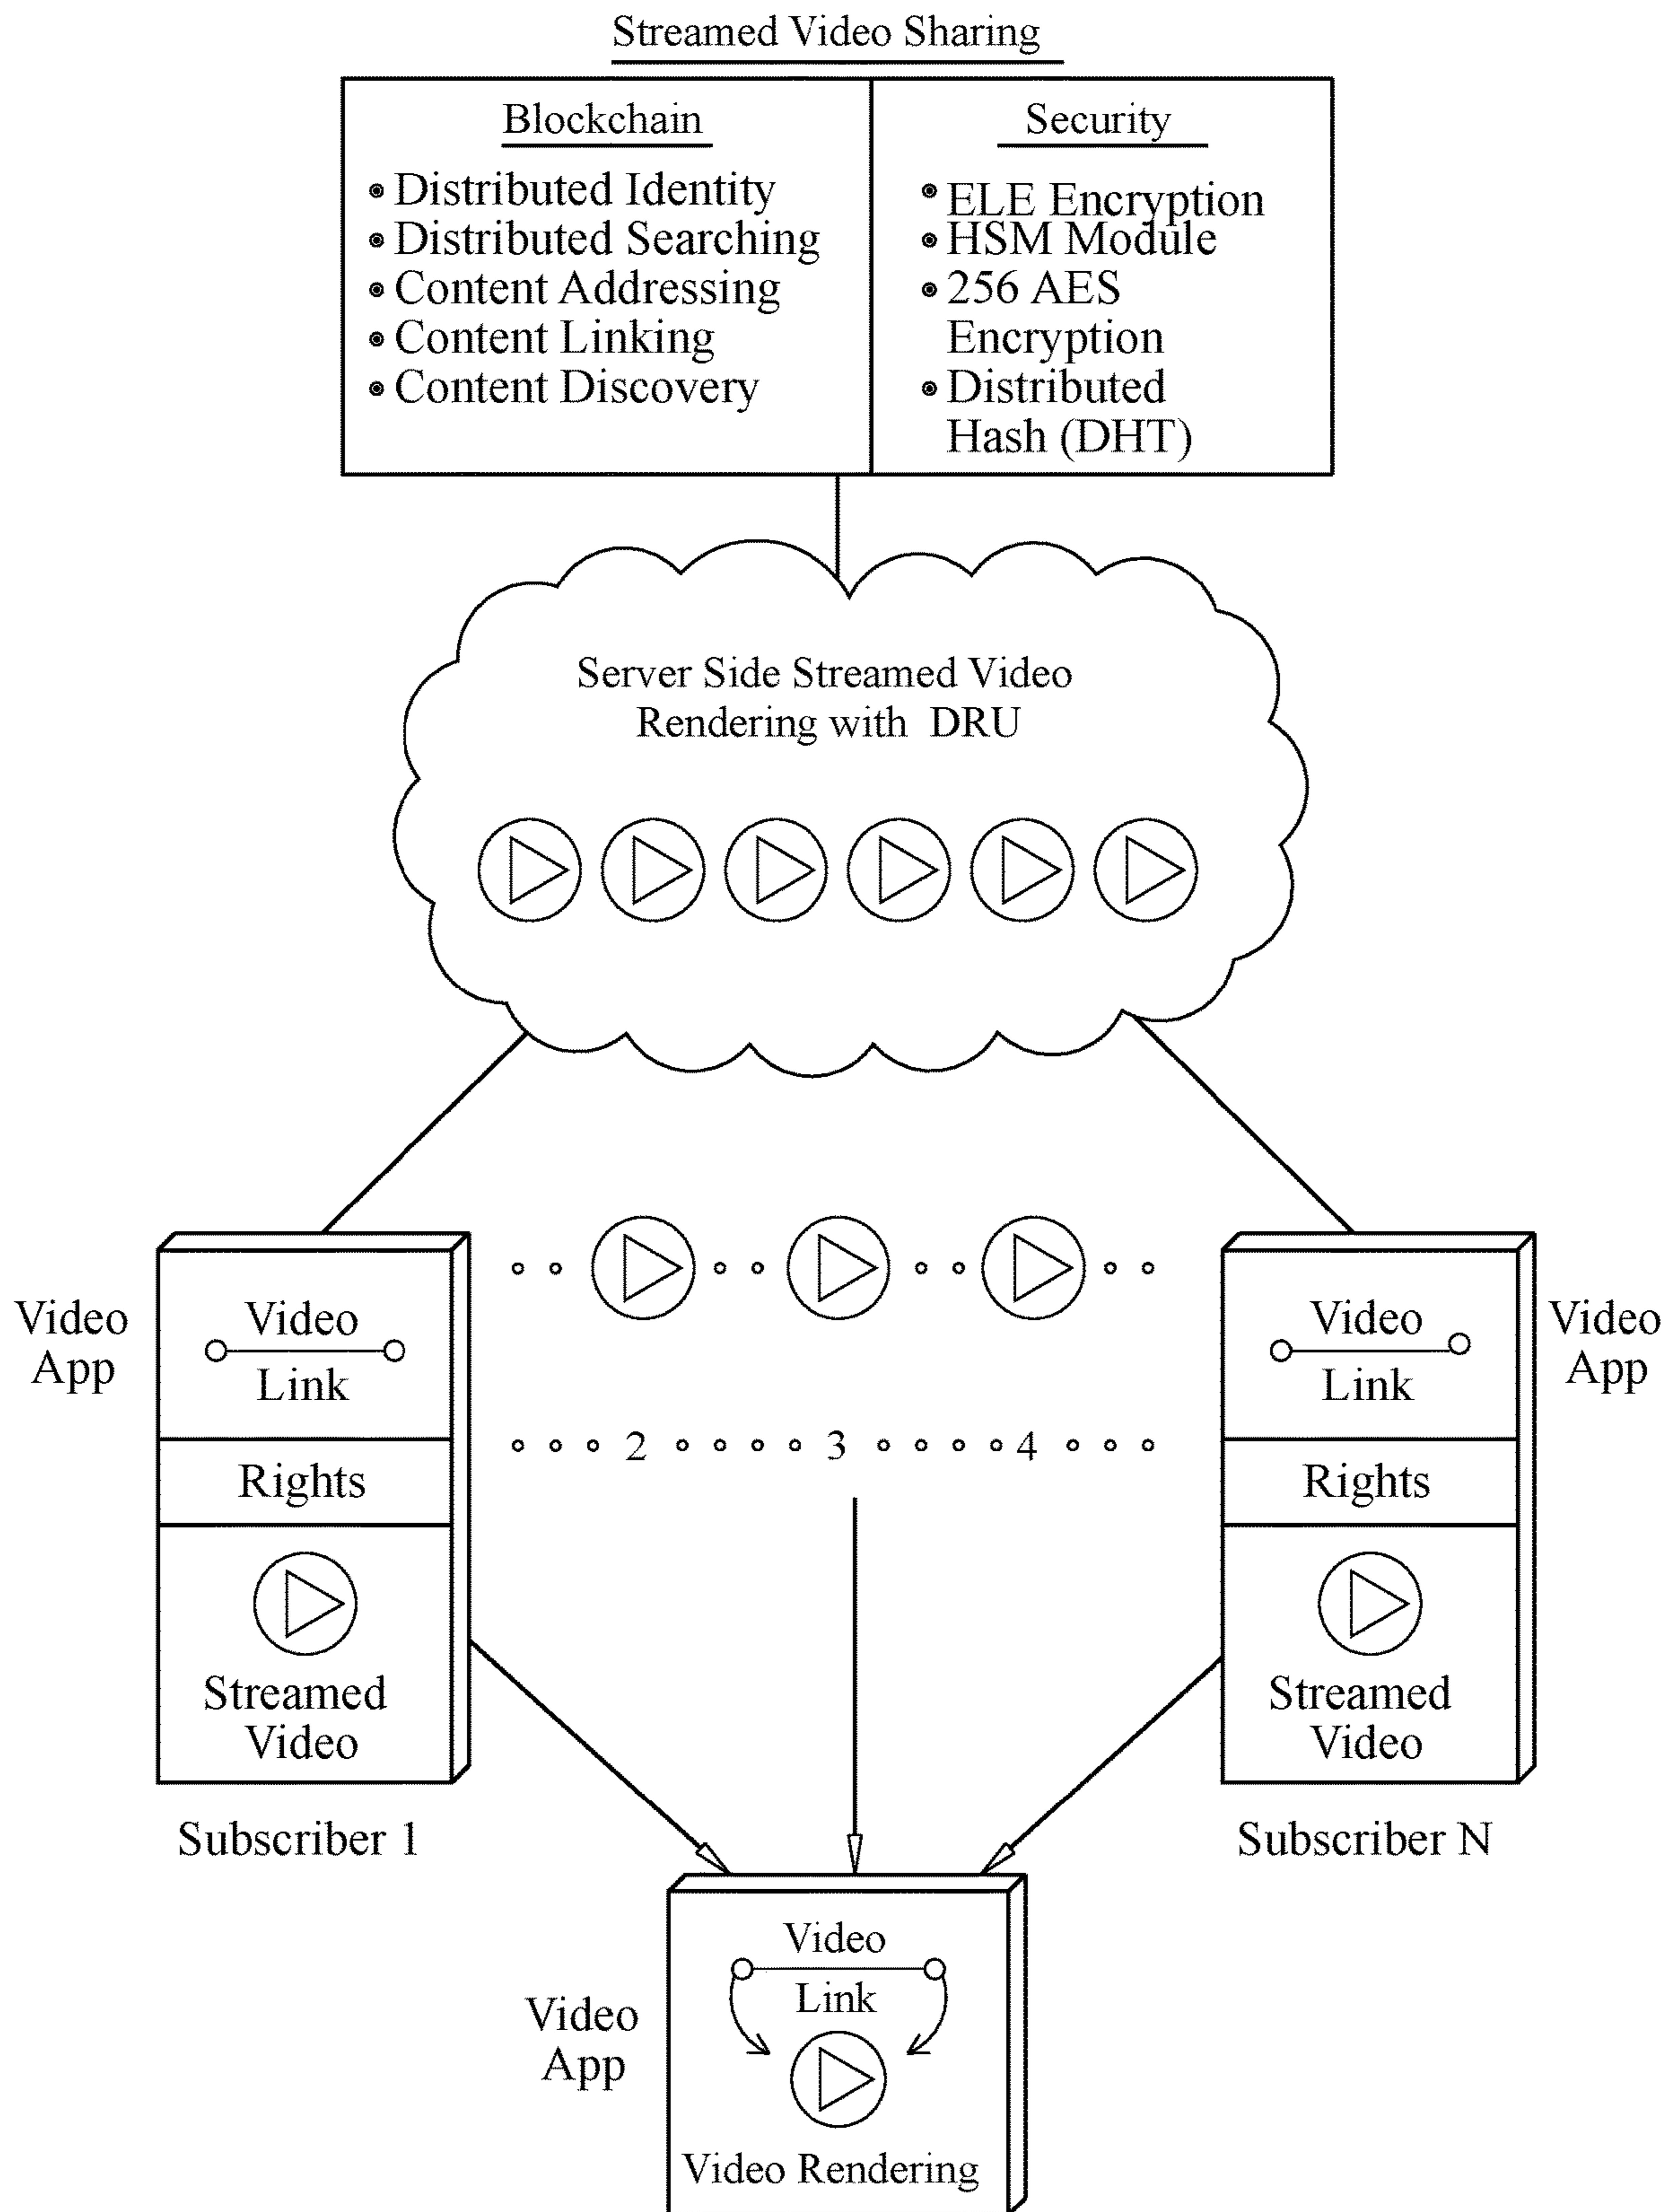 Streamed Video Sharing
Blockchain
• Distributed Identity
• Distributed Searching
• Content Addressing
• Content Linking
• Content Discovery
Security
• ELE Encryption
• HSM Module
• 256 AES
Encryption
• Distributed
Hash (DHT)
Server Side Streamed Video
Rendering with DRU
Video
App
Video
Link
Rights
Streamed
Video
Subscriber 1
2 3 4
Video
Link
Rights
Streamed
Video
Video
App
Subscriber N
Video
App
Video
Link
Video Rendering